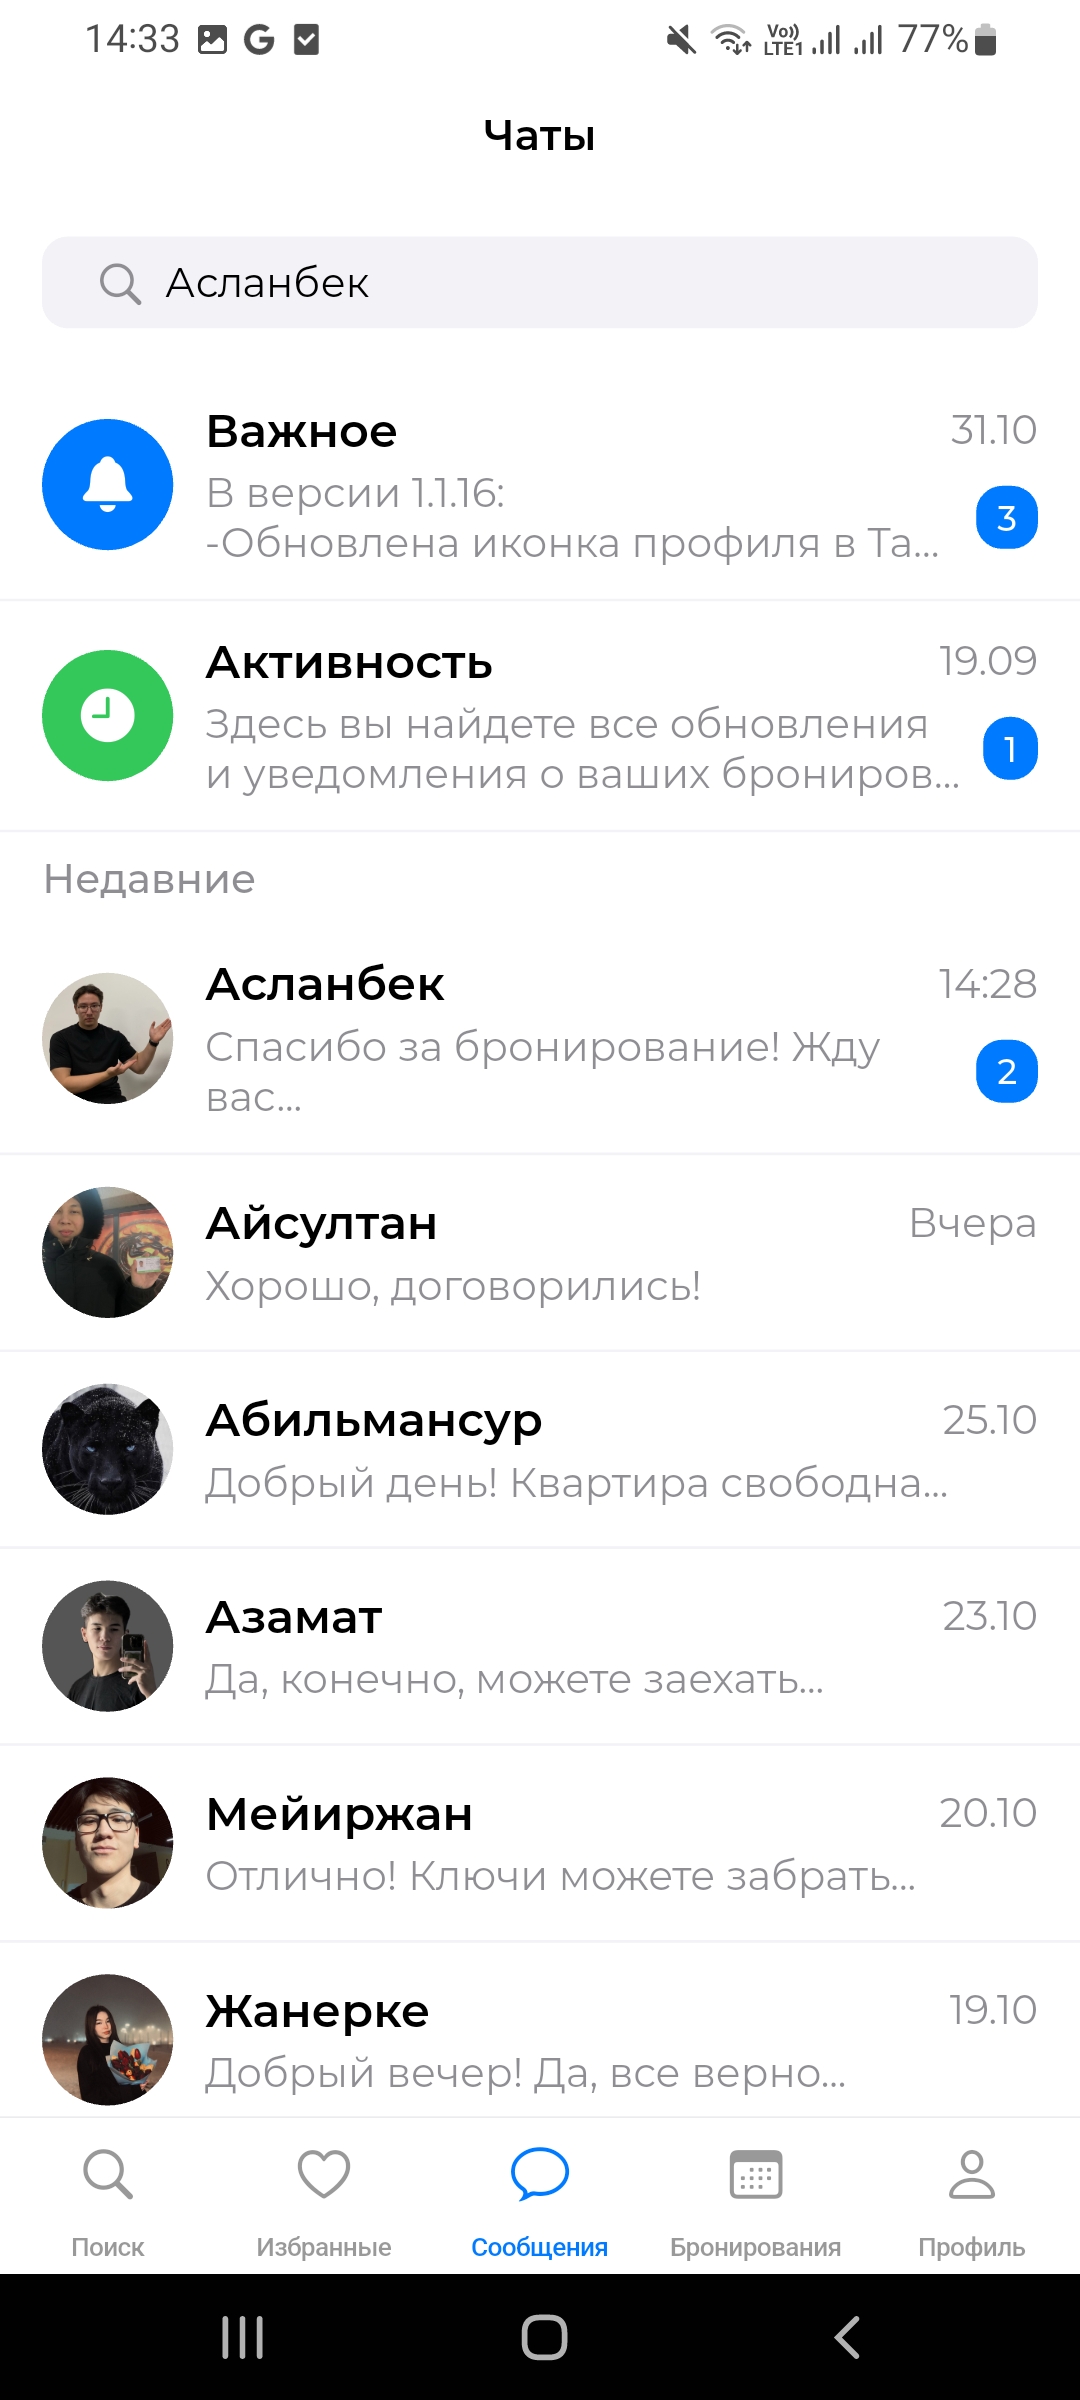 14:33
Vo)) LTE1
77%
Чаты
Асланбек
Важное
31.10
В версии 1.1.16:
-Обновлена иконка профиля в Та...
3
Активность
19.09
Здесь вы найдете все обновления
и уведомления о ваших брониров...
1
Недавние
Асланбек
14:28
Спасибо за бронирование! Жду
вас...
2
Айсултан
Вчера
Хорошо, договорились!
Абильмансур
25.10
Добрый день! Квартира свободна...
Азамат
23.10
Да, конечно, можете заехать...
Мейиржан
20.10
Отлично! Ключи можете забрать...
Жанерке
19.10
Добрый вечер! Да, все верно...
Поиск
Избранные
Сообщения
Бронирования
Профиль